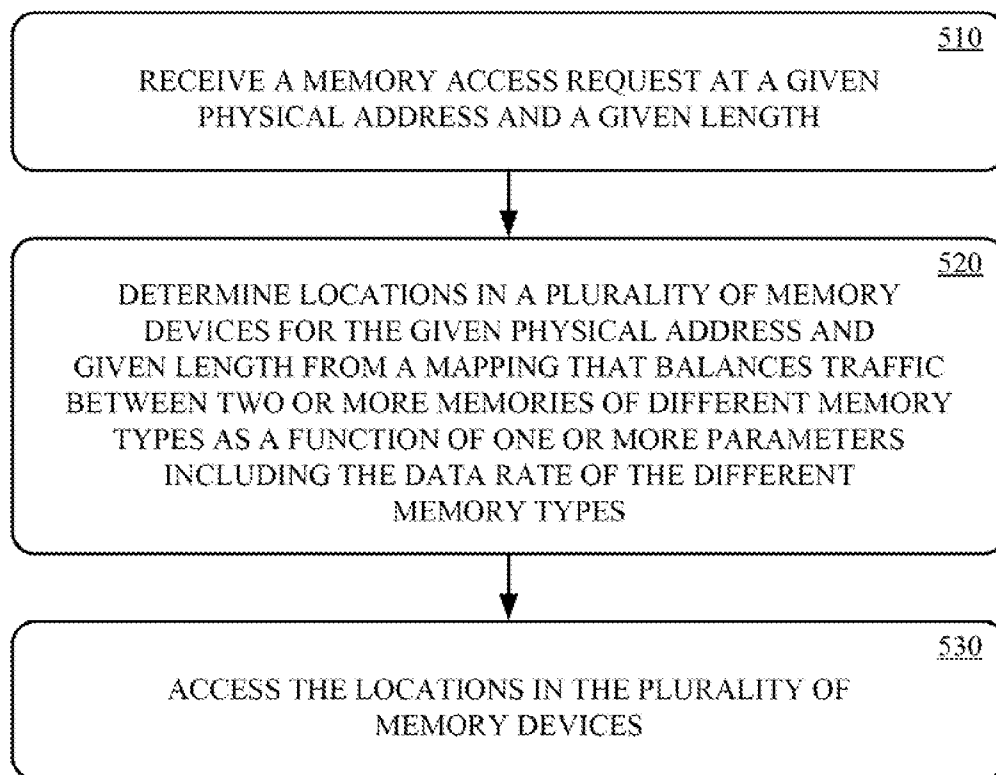 510
RECEIVE A MEMORY ACCESS REQUEST AT A GIVEN
PHYSICAL ADDRESS AND A GIVEN LENGTH
520
DETERMINE LOCATIONS IN A PLURALITY OF MEMORY
DEVICES FOR THE GIVEN PHYSICAL ADDRESS AND
GIVEN LENGTH FROM A MAPPING THAT BALANCES TRAFFIC
BETWEEN TWO OR MORE MEMORIES OF DIFFERENT MEMORY
TYPES AS A FUNCTION OF ONE OR MORE PARAMETERS
INCLUDING THE DATA RATE OF THE DIFFERENT
MEMORY TYPES
530
ACCESS THE LOCATIONS IN THE PLURALITY OF
MEMORY DEVICES